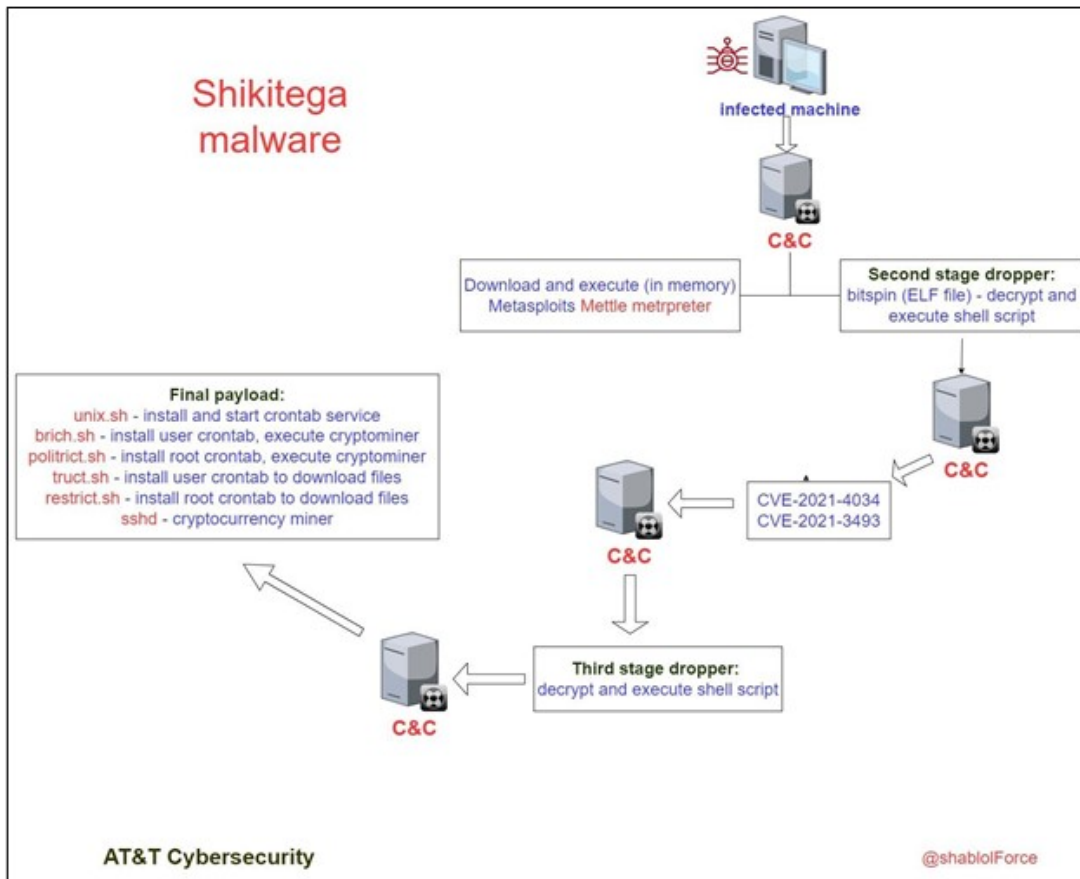 Shikitega
malware
infected machine
C&C
Download and execute (in memory)
Metasploits Mettle metrpreter
Second stage dropper:
bitspin (ELF file) - decrypt and
execute shell script
C&C
CVE-2021-4034
CVE-2021-3493
C&C
Third stage dropper:
decrypt and execute shell script
C&C
Final payload:
unix.sh - install and start crontab service
brich.sh - install user crontab, execute cryptominer
politrict.sh - install root crontab, execute cryptominer
truct.sh - install user crontab to download files
restrict.sh - install root crontab to download files
sshd - cryptocurrency miner
AT&T Cybersecurity
@shablolForce